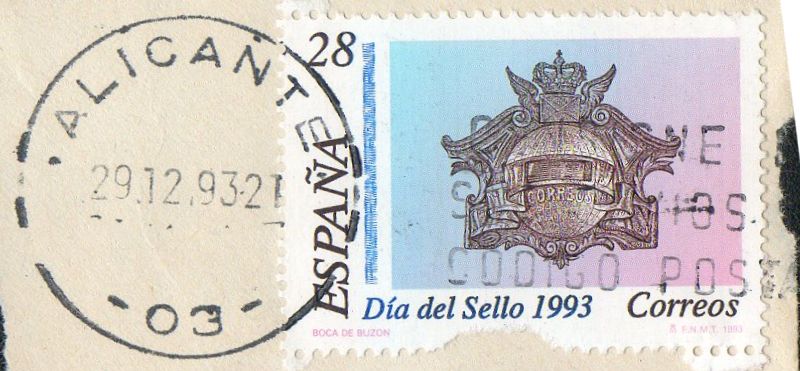 ALICANTE
29.12.93-21
-03-
28
ESPAÑA
CORREOS
Día del Sello 1993 Correos
BOCA DE BUZON F.N.M.T. 1993
CODIGO POSTA